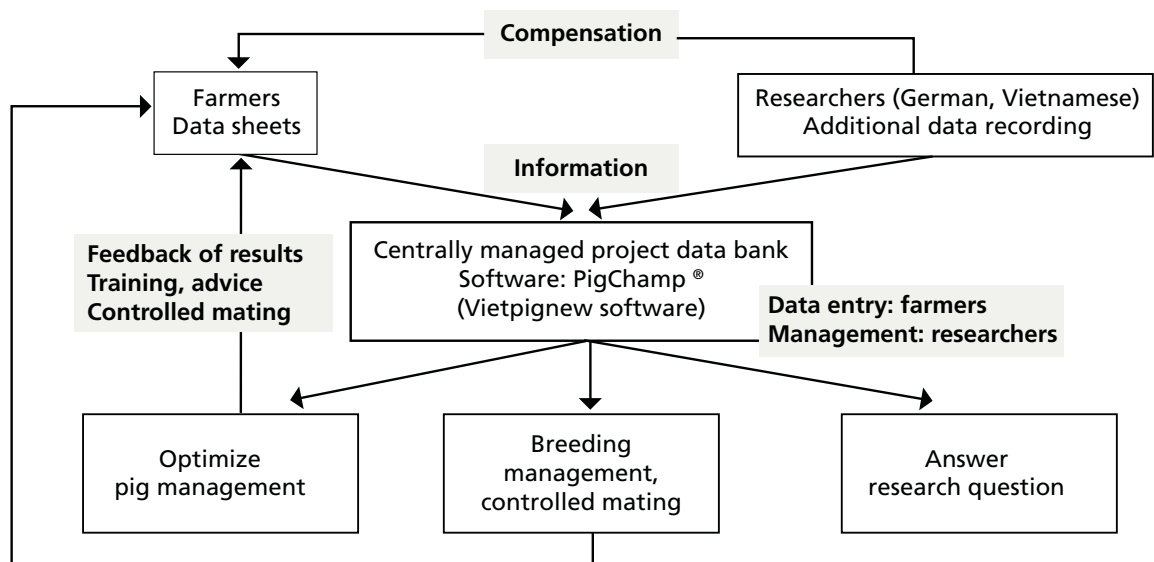 Compensation
Farmers
Data sheets
Researchers (German, Vietnamese)
Additional data recording
Information
Feedback of results
Training, advice
Controlled mating
Centrally managed project data bank
Software: PigChamp ®
(Vietpignew software)
Data entry: farmers
Management: researchers
Optimize
pig management
Breeding
management,
controlled mating
Answer
research question